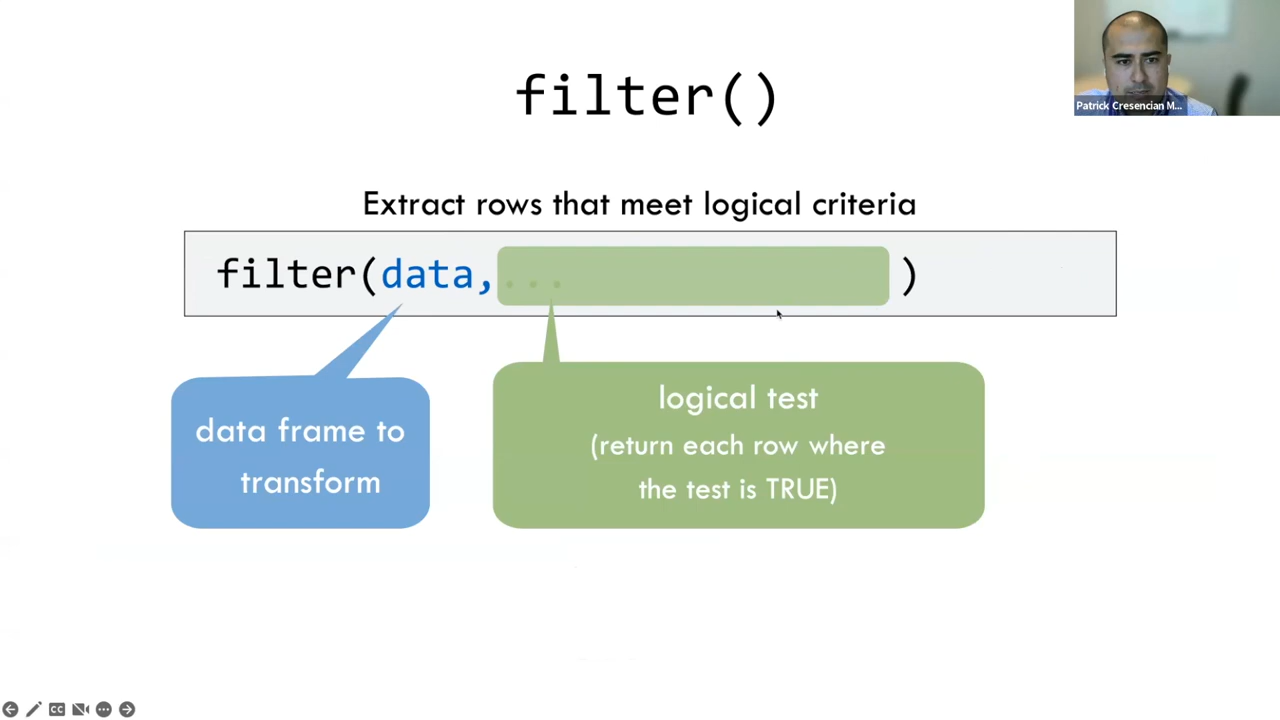 filter()
Patrick Cresencian M...
Extract rows that meet logical criteria
filter(data,... )
data frame to
transform
logical test
(return each row where
the test is TRUE)
CC